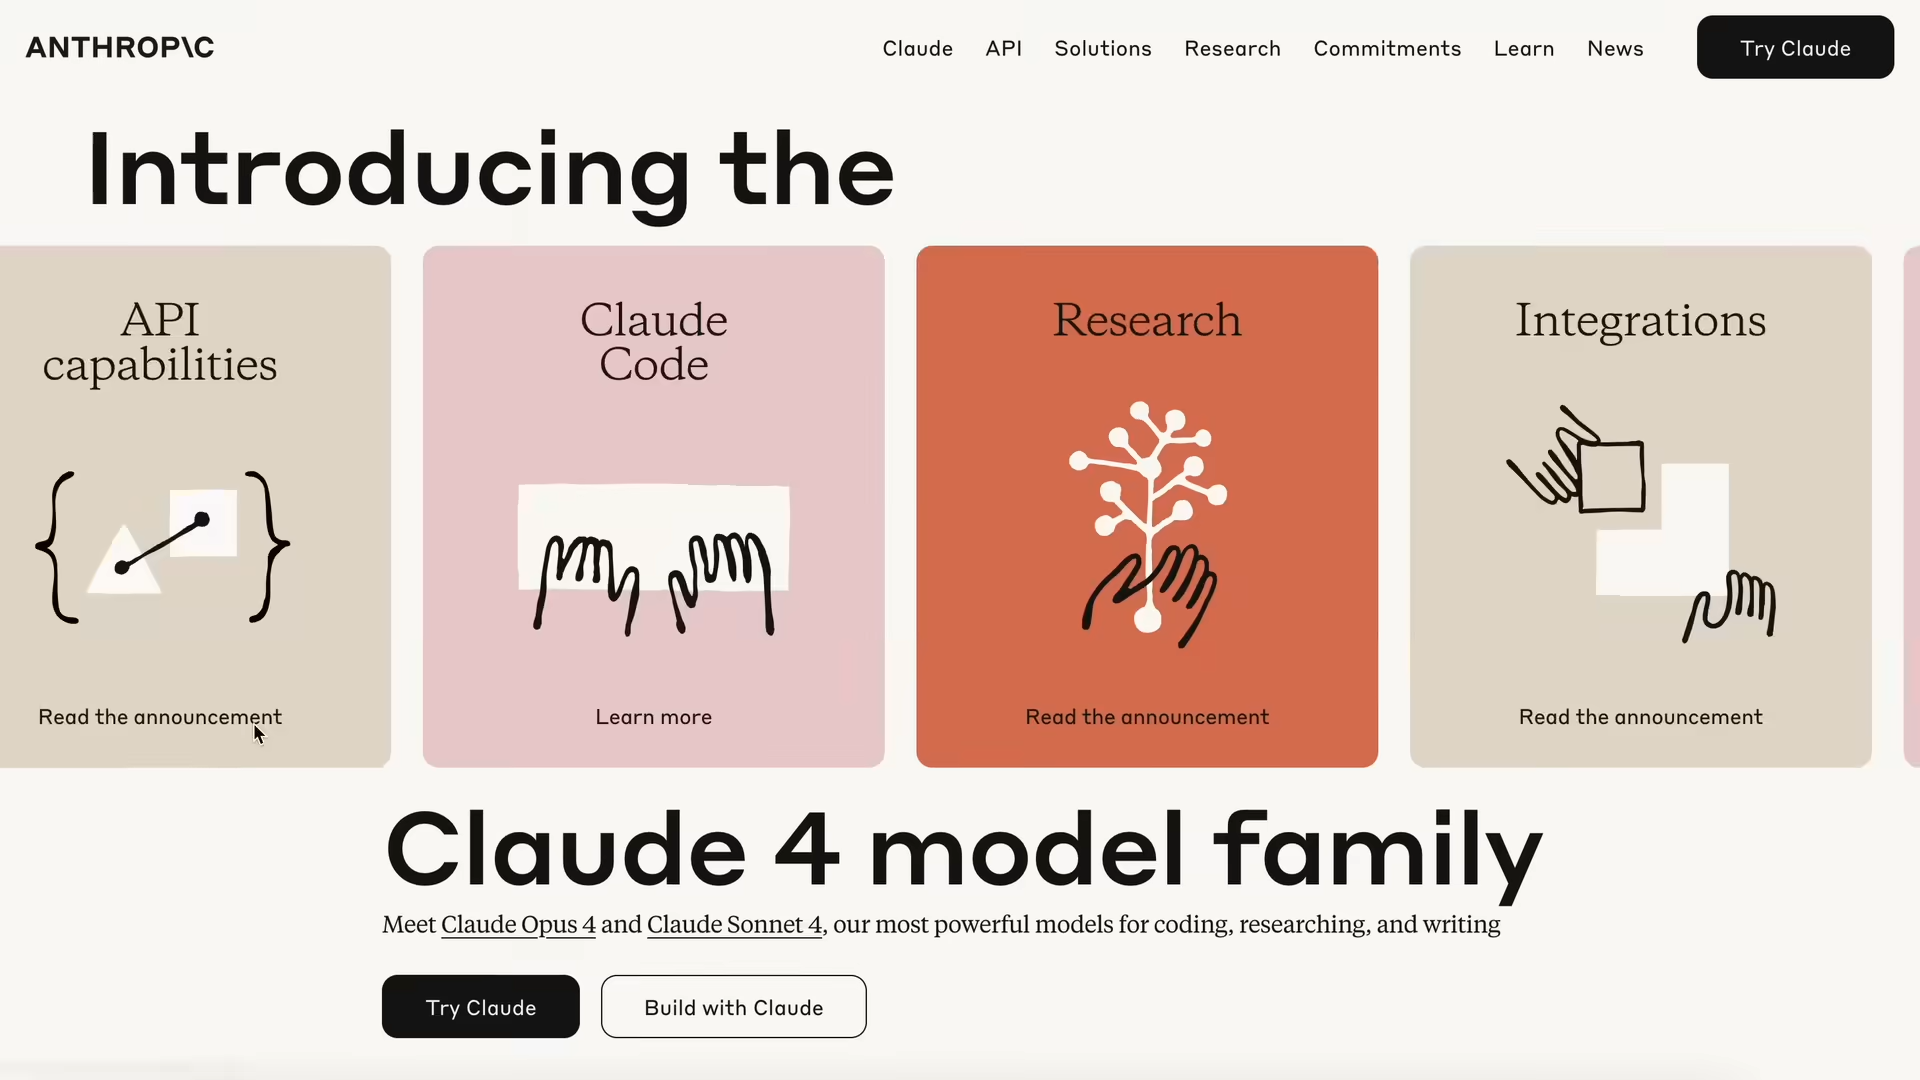 ANTHROP\C
Claude
API
Solutions
Research
Commitments
Learn
News
Try Claude
Introducing the
API
capabilities
Read the announcement
Claude
Code
Learn more
Research
Read the announcement
Integrations
Read the announcement
Claude 4 model family
Meet Claude Opus 4 and Claude Sonnet 4, our most powerful models for coding, researching, and writing
Try Claude
Build with Claude